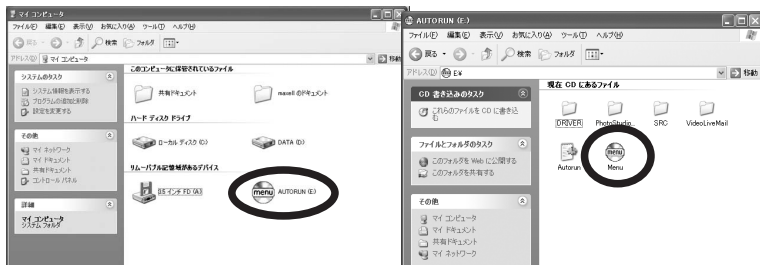 マイ コンピュータ
ファイル(F) 編集(E) 表示(V) お気に入り(A) ツール(T) ヘルプ(H)
戻る 検索 フォルダ
アドレス(D) マイ コンピュータ 移動
システムのタスク
システム情報を表示する
プログラムの追加と削除
設定を変更する
その他
マイ ネットワーク
マイ ドキュメント
共有ドキュメント
コントロール パネル
詳細
マイ コンピュータ
システム フォルダ
このコンピュータに保管されているファイル
共有ドキュメント maxell のドキュメント
ハード ディスク ドライブ
ローカル ディスク (C) DATA (D)
リムーバブル記憶域があるデバイス
3.5 インチ FD (A) menu AUTORUN (E)
AUTORUN (E:)
ファイル(F) 編集(E) 表示(V) お気に入り(A) ツール(T) ヘルプ(H)
戻る 検索 フォルダ
アドレス(D) E:¥ 移動
CD 書き込みのタスク
これらのファイルを CD に書き込む
ファイルとフォルダのタスク
このフォルダを Web に公開する
このフォルダを共有する
その他
マイ コンピュータ
マイ ドキュメント
共有ドキュメント
マイ ネットワーク
現在 CD にあるファイル
DRIVER PhotoStudio... SRC VideoLiveMail
menu
Autorun Menu